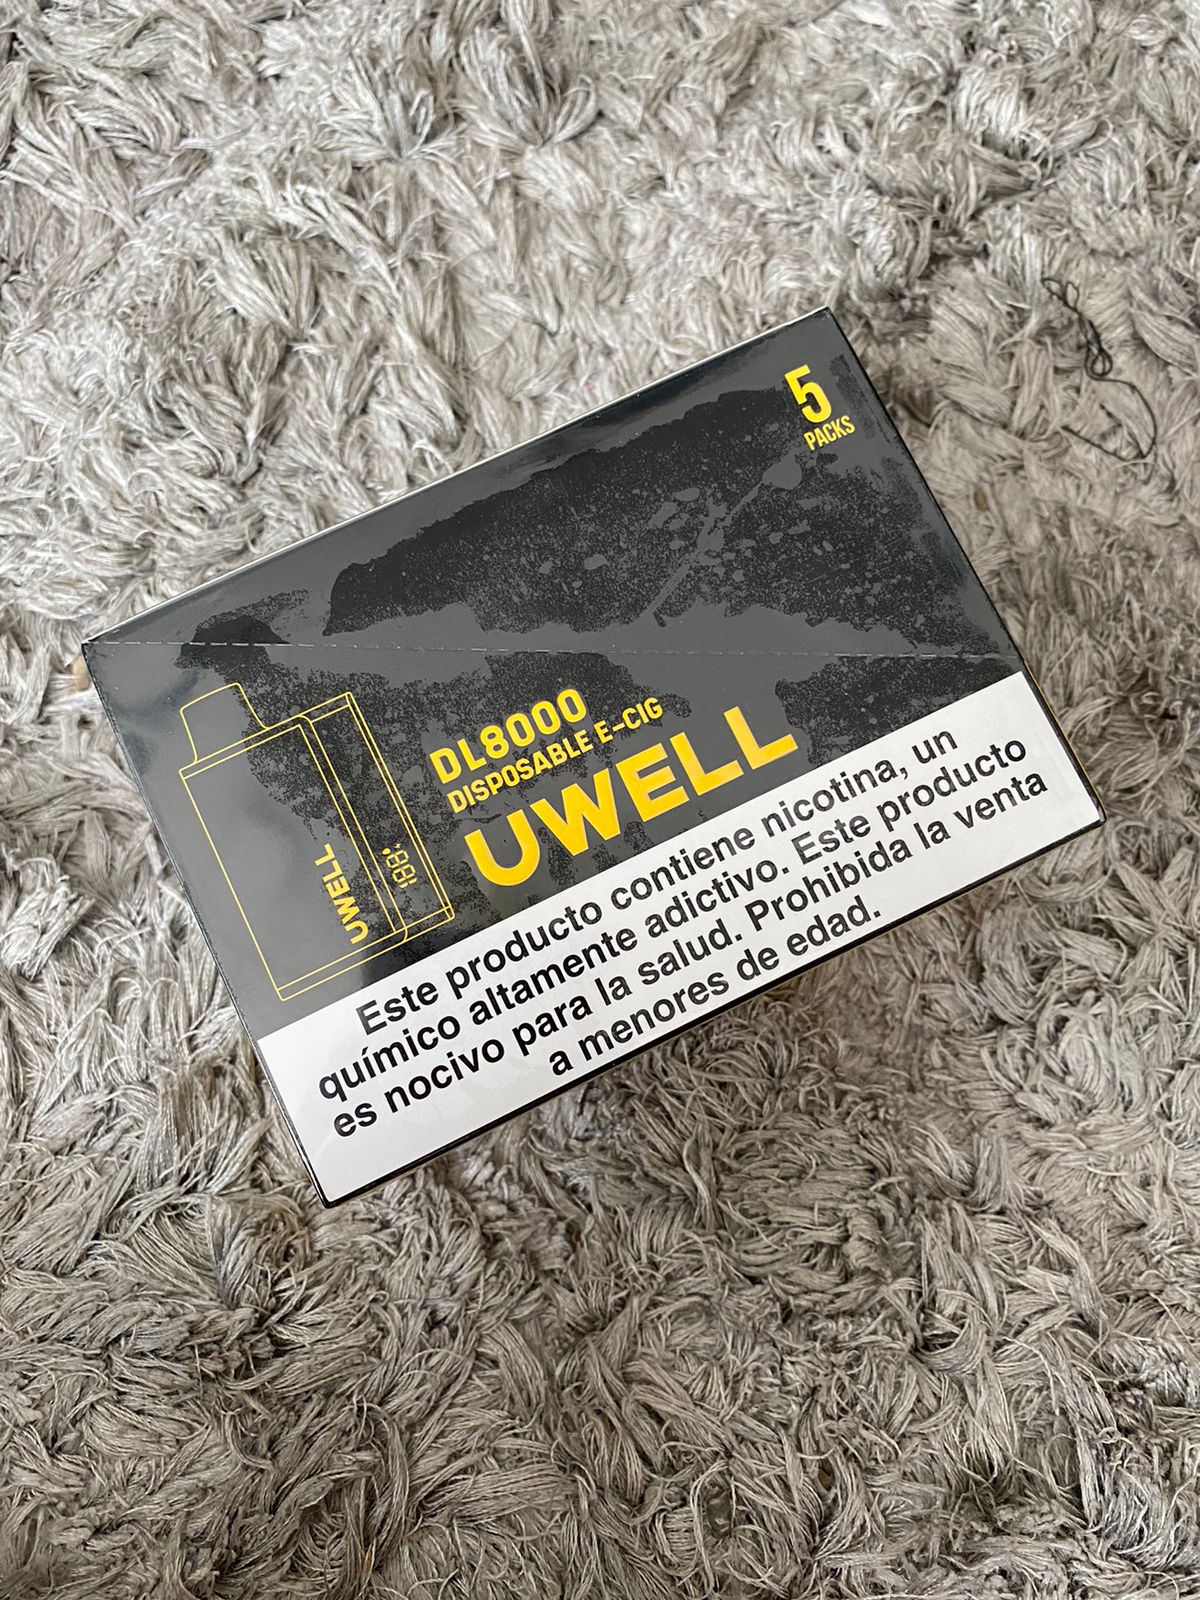 5
PACKS
DL8000
DISPOSABLE E-CIG
UWELL
UWELL
188
Este producto contiene nicotina, un
químico altamente adictivo. Este producto
es nocivo para la salud. Prohibida la venta
a menores de edad.